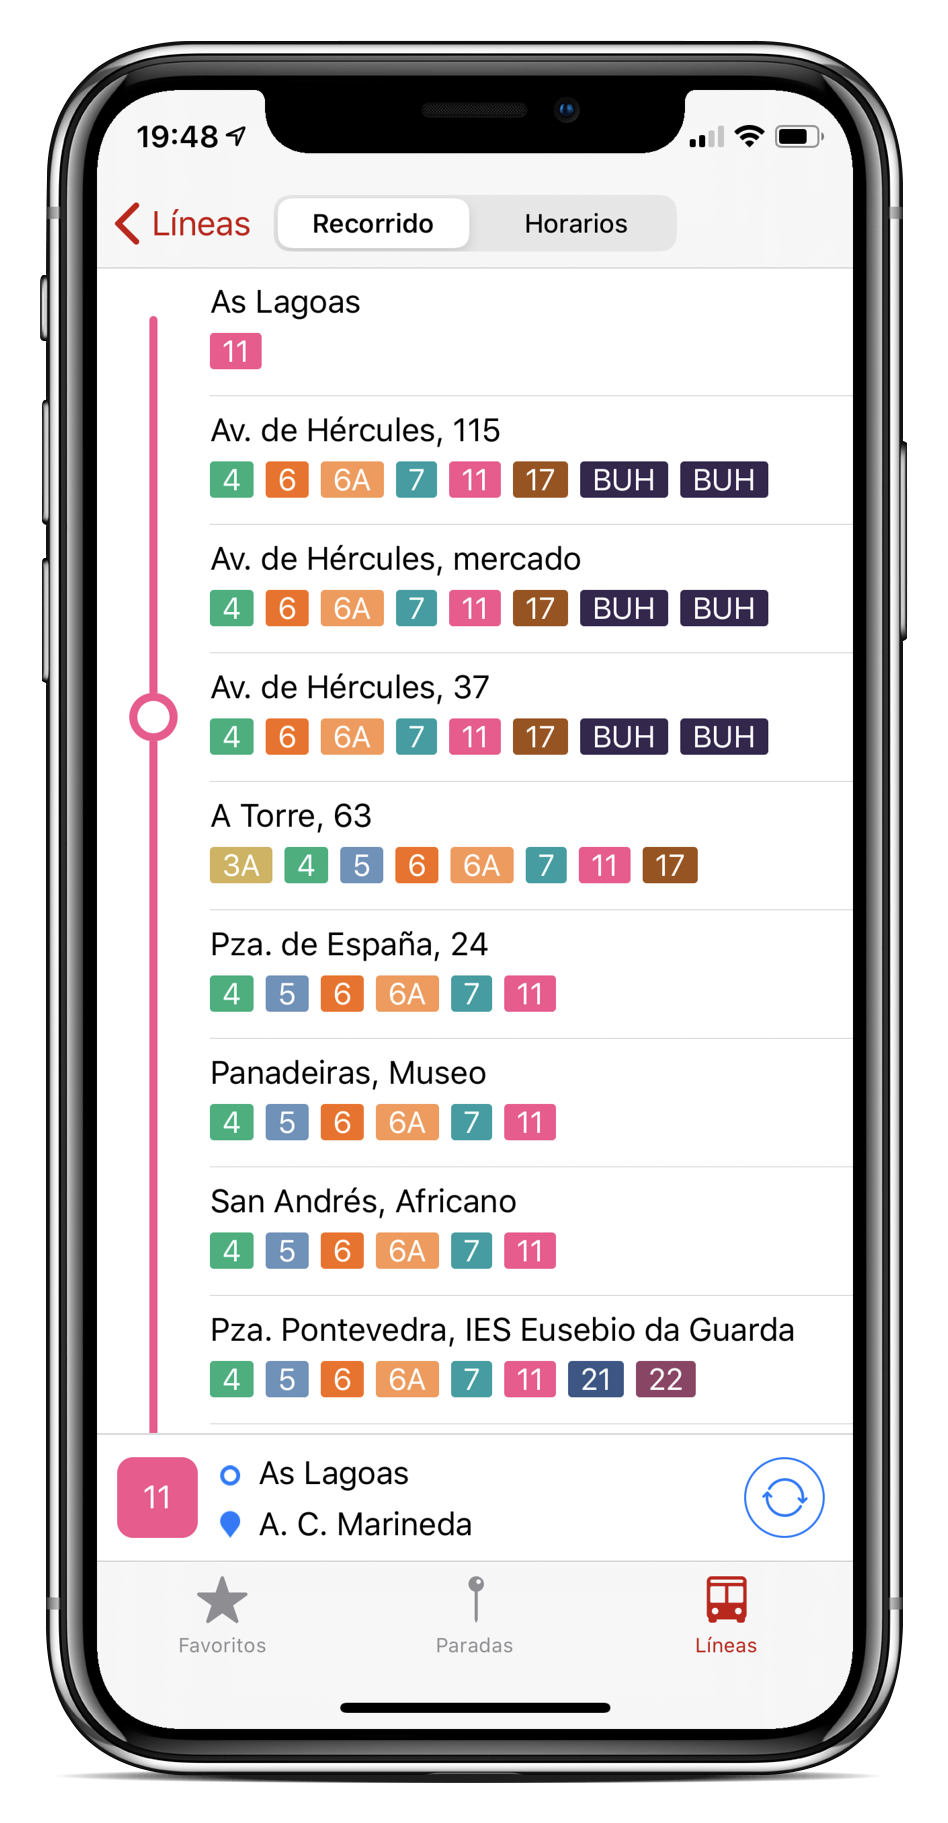 19:48
Líneas Recorrido Horarios
As Lagoas
11
Av. de Hércules, 115
4 6 6A 7 11 17 BUH BUH
Av. de Hércules, mercado
4 6 6A 7 11 17 BUH BUH
Av. de Hércules, 37
4 6 6A 7 11 17 BUH BUH
A Torre, 63
3A 4 5 6 6A 7 11 17
Pza. de España, 24
4 5 6 6A 7 11
Panadeiras, Museo
4 5 6 6A 7 11
San Andrés, Africano
4 5 6 6A 7 11
Pza. Pontevedra, IES Eusebio da Guarda
4 5 6 6A 7 11 21 22
11
As Lagoas
A. C. Marineda
Favoritos Paradas Líneas